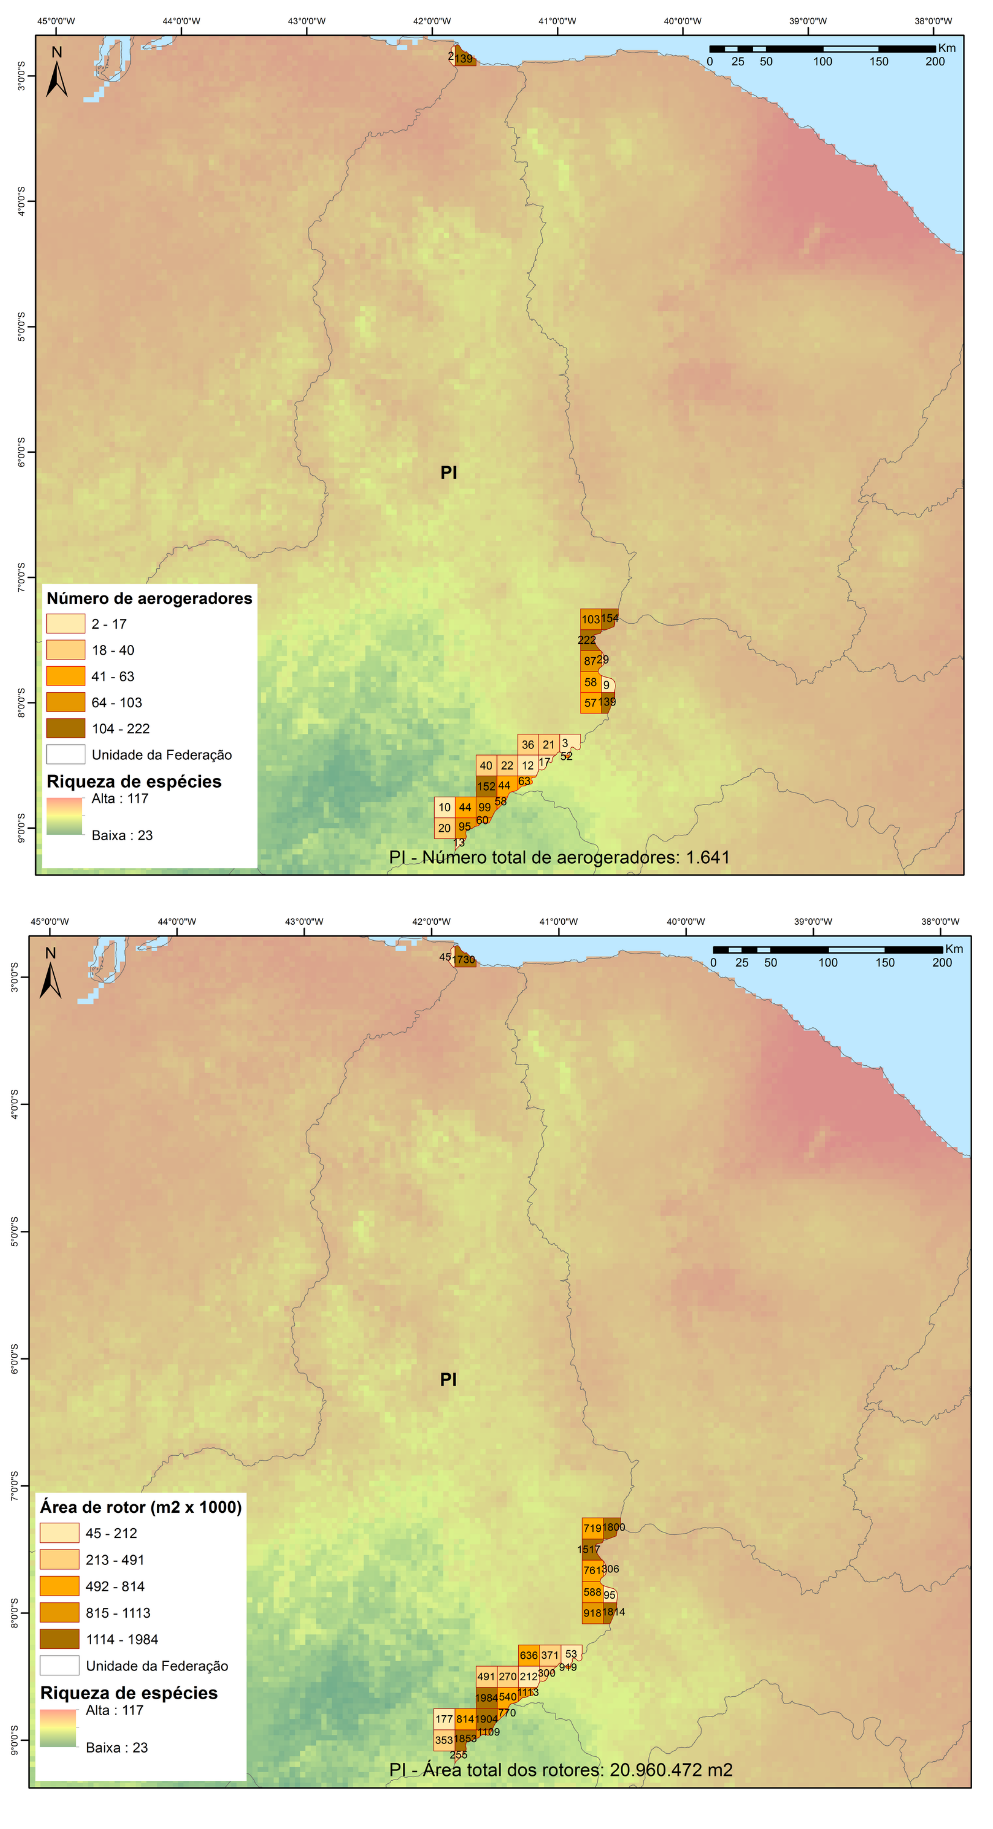 45°0'0"W 44°0'0"W 43°0'0"W 42°0'0"W 41°0'0"W 40°0'0"W 39°0'0"W 38°0'0"W
N
Km
0 25 50 100 150 200
2 139
3°0'0"S
4°0'0"S
5°0'0"S
6°0'0"S
7°0'0"S
8°0'0"S
9°0'0"S
PI
103 154
222
87 29
58 9
57 139
36 21 3
52
40 22 12 17
152 44 63
58
10 44 99
60
20 95
13
Número de aerogeradores
2 - 17
18 - 40
41 - 63
64 - 103
104 - 222
Unidade da Federação
Riqueza de espécies
Alta : 117
Baixa : 23
PI - Número total de aerogeradores: 1.641
45°0'0"W 44°0'0"W 43°0'0"W 42°0'0"W 41°0'0"W 40°0'0"W 39°0'0"W 38°0'0"W
N
Km
0 25 50 100 150 200
45 1730
3°0'0"S
4°0'0"S
5°0'0"S
6°0'0"S
7°0'0"S
8°0'0"S
9°0'0"S
PI
719 1800
1517
761 306
588 95
918 1814
636 371 53
919
491 270 212 300
1984 540 1113
770
177 814 1904
1109
353 1853
255
Área de rotor (m2 x 1000)
45 - 212
213 - 491
492 - 814
815 - 1113
1114 - 1984
Unidade da Federação
Riqueza de espécies
Alta : 117
Baixa : 23
PI - Área total dos rotores: 20.960.472 m2